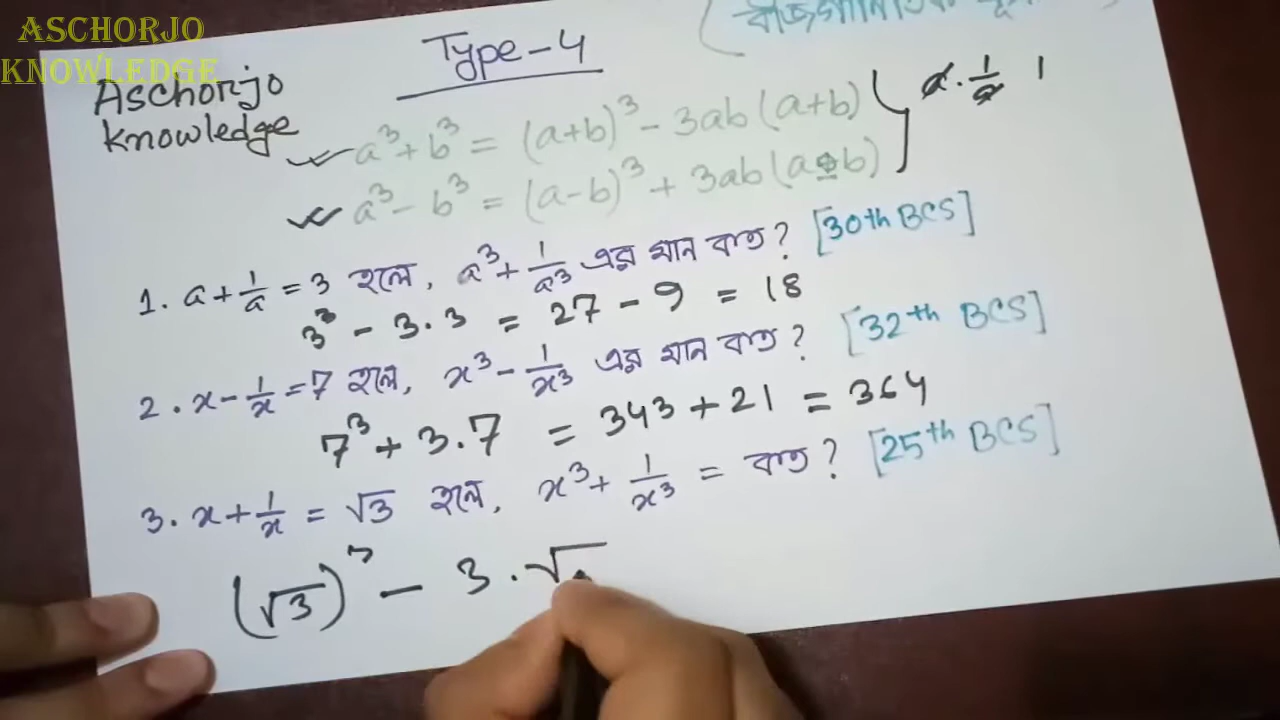 ASCHORJO
KNOWLEDGE
Type-4
Aschorjo
knowledge
a³+b³ = (a+b)³ - 3ab(a+b)
a³- b³ = (a-b)³ + 3ab(a-b)
a · 1/a 1
1. a+1/a = 3 হলে, a³+1/a³ এর মান কত? [30th BCS]
3³ - 3·3 = 27 - 9 = 18
2. x-1/x = 7 হলে, x³-1/x³ এর মান কত? [32th BCS]
7³ + 3.7 = 343 + 21 = 364
3. x+1/x = √3 হলে, x³+1/x³ = কত? [25th BCS]
(√3)³ - 3·√